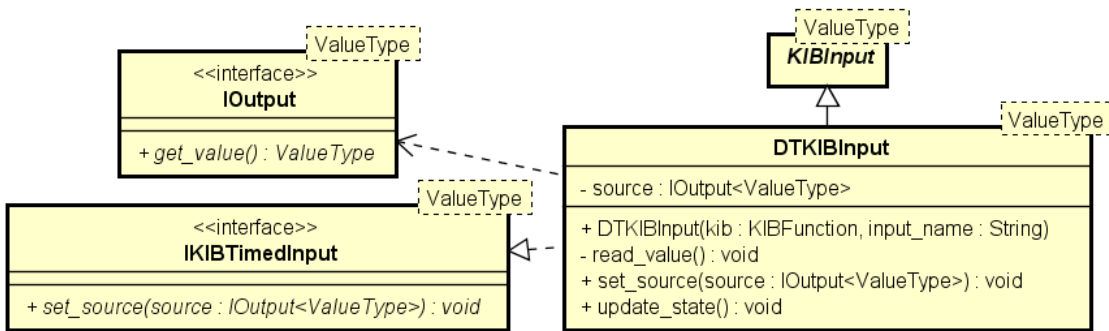 ValueType
<<interface>>
IOutput
+ get_value() : ValueType
ValueType
<<interface>>
IKIBTimedInput
+ set_source(source : IOutput<ValueType>) : void
ValueType
KIBInput
ValueType
DTKIBInput
- source : IOutput<ValueType>
+ DTKIBInput(kib : KIBFunction, input_name : String)
- read_value() : void
+ set_source(source : IOutput<ValueType>) : void
+ update_state() : void